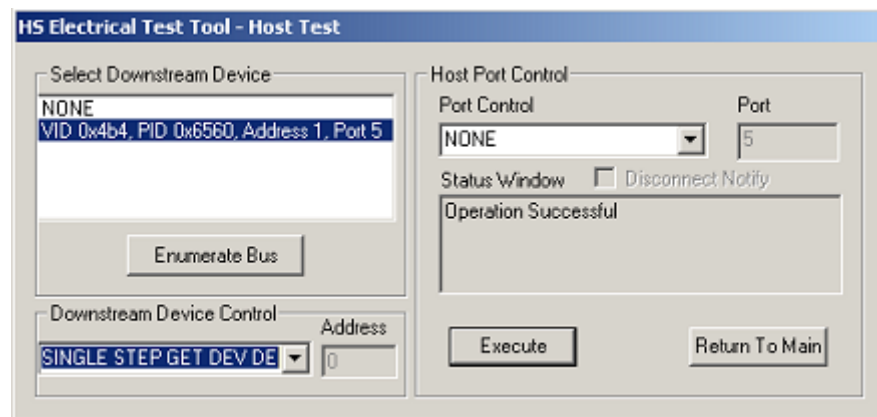 HS Electrical Test Tool - Host Test
Select Downstream Device
NONE
VID 0x4b4, PID 0x6560, Address 1, Port 5
Enumerate Bus
Downstream Device Control
Address
SINGLE STEP GET DEV DE
0
Host Port Control
Port Control
Port
NONE
5
Status Window
Disconnect Notify
Operation Successful
Execute
Return To Main